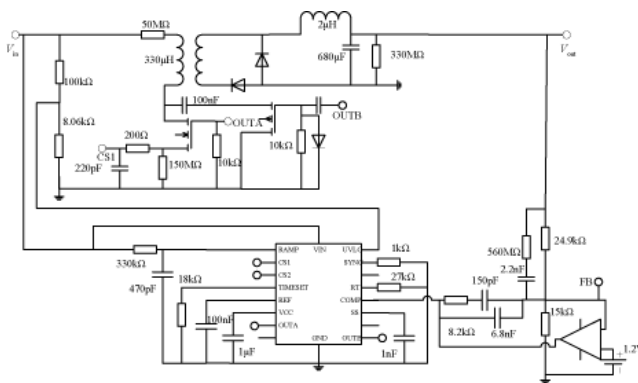 50MΩ
2μH
Vin
Vout
330μH
680μF
330MΩ
100kΩ
100nF
8.06kΩ
OUTA
OUTB
200Ω
CS1
150MΩ
10kΩ
10kΩ
220pF
1kΩ
24.9kΩ
560MΩ
RAMP
VIN
UVLO
330kΩ
CS1
SYNC
2.2nF
18kΩ
CS2
27kΩ
150pF
FB
470pF
TIMESET
RT
REF
COMP
100nF
VCC
SS
15kΩ
8.2kΩ
6.8nF
OUTA
OUTB
1μF
GND
1nF
1.2